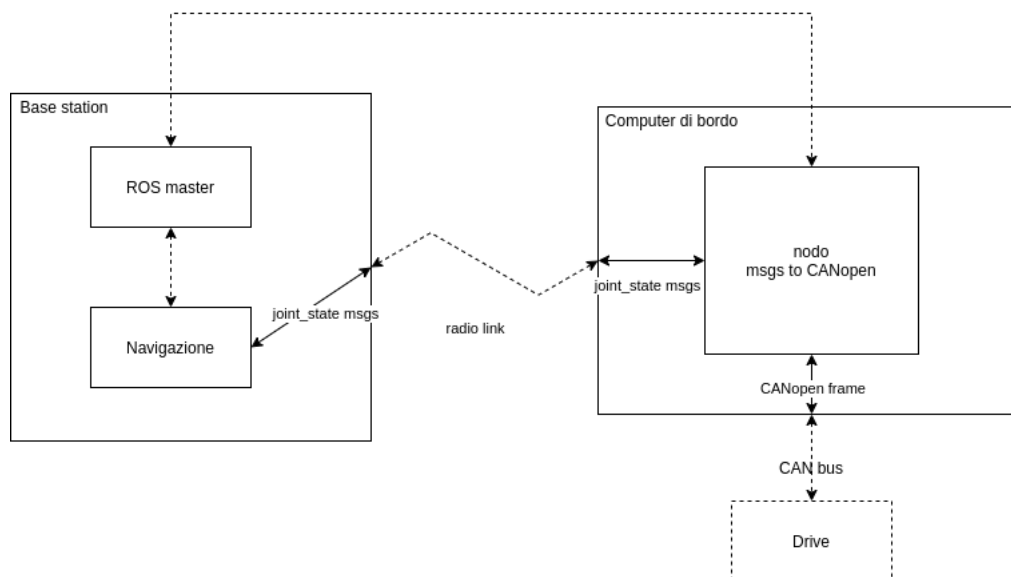 Base station
Computer di bordo
ROS master
nodo
msgs to CANopen
joint_state msgs
joint_state msgs
radio link
Navigazione
CANopen frame
CAN bus
Drive